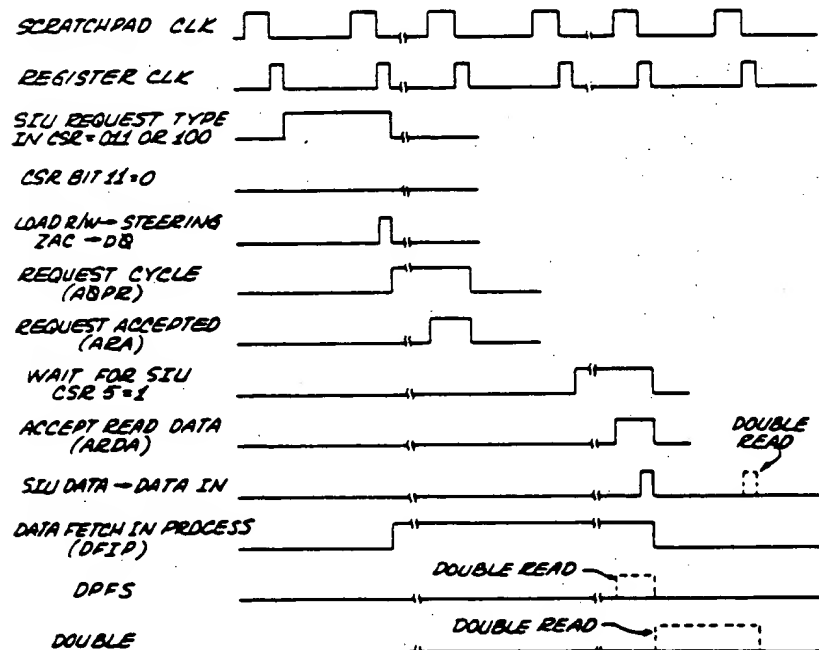 SCRATCHPAD CLK
REGISTER CLK
SIU REQUEST TYPE
IN CSR=011 OR 100
CSR BIT 11=0
LOAD R/W→STEERING
ZAC→DQ
REQUEST CYCLE
(AOPR)
REQUEST ACCEPTED
(ARA)
WAIT FOR SIU
CSR 5=1
ACCEPT READ DATA
(ARDA)
DOUBLE
READ
SIU DATA→DATA IN
DATA FETCH IN PROCESS
(DFIP)
DPFS
DOUBLE READ
DOUBLE
DOUBLE READ